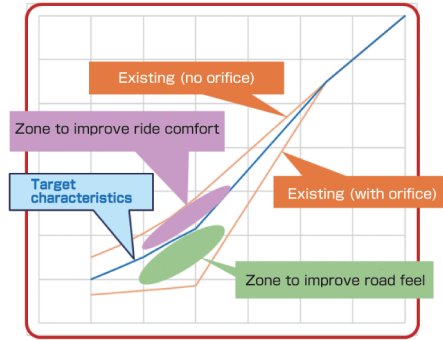 Existing (no orifice)
Zone to improve ride comfort
Target
characteristics
Existing (with orifice)
Zone to improve road feel